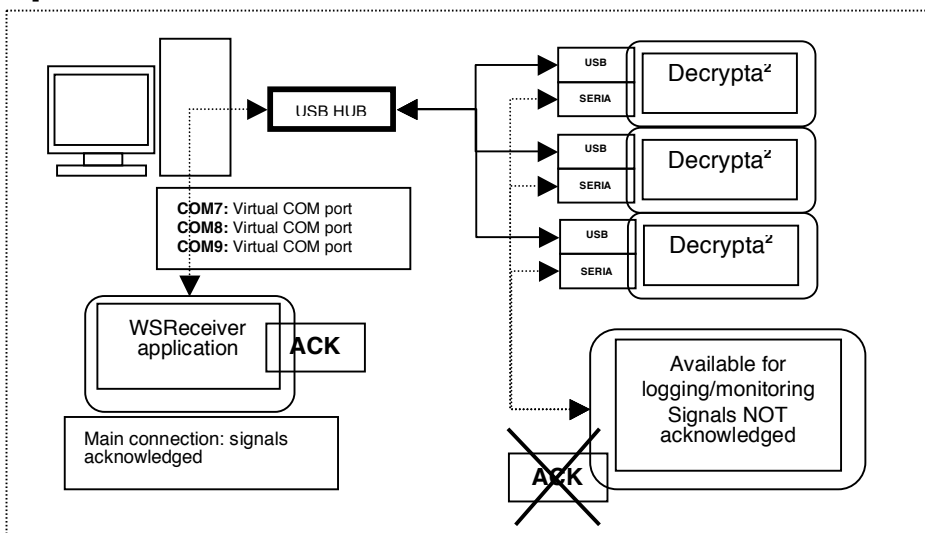 USB HUB
USB
SERIA
Decrypta²
USB
SERIA
Decrypta²
USB
SERIA
Decrypta²
COM7: Virtual COM port
COM8: Virtual COM port
COM9: Virtual COM port
WSReceiver
application
ACK
Main connection: signals
acknowledged
Available for
logging/monitoring
Signals NOT
acknowledged
ACK